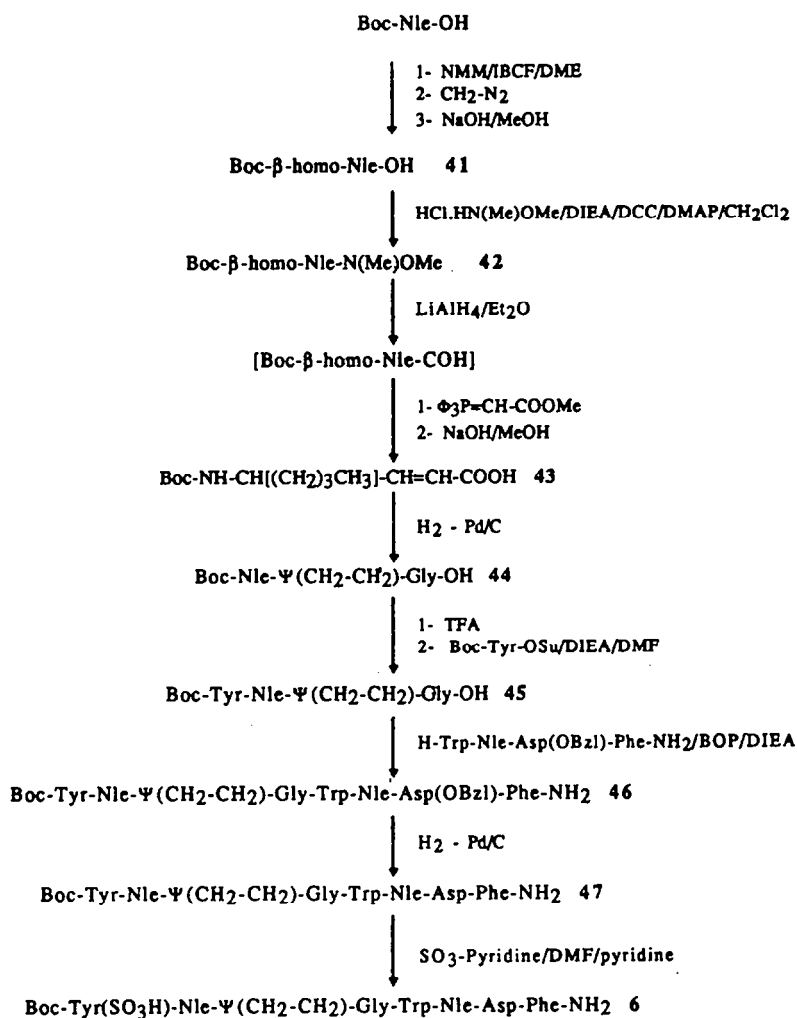 Boc-Nle-OH
1- NMM/IBCF/DME
2- CH2-N2
3- NaOH/MeOH
Boc-β-homo-Nle-OH 41
HCl.HN(Me)OMe/DIEA/DCC/DMAP/CH2Cl2
Boc-β-homo-Nle-N(Me)OMe 42
LiAlH4/Et2O
[Boc-β-homo-Nle-COH]
1- Φ3P=CH-COOMe
2- NaOH/MeOH
Boc-NH-CH[(CH2)3CH3]-CH=CH-COOH 43
H2 - Pd/C
Boc-Nle-Ψ(CH2-CH2)-Gly-OH 44
1- TFA
2- Boc-Tyr-OSu/DIEA/DMF
Boc-Tyr-Nle-Ψ(CH2-CH2)-Gly-OH 45
H-Trp-Nle-Asp(OBzl)-Phe-NH2/BOP/DIEA
Boc-Tyr-Nle-Ψ(CH2-CH2)-Gly-Trp-Nle-Asp(OBzl)-Phe-NH2 46
H2 - Pd/C
Boc-Tyr-Nle-Ψ(CH2-CH2)-Gly-Trp-Nle-Asp-Phe-NH2 47
SO3-Pyridine/DMF/pyridine
Boc-Tyr(SO3H)-Nle-Ψ(CH2-CH2)-Gly-Trp-Nle-Asp-Phe-NH2 6